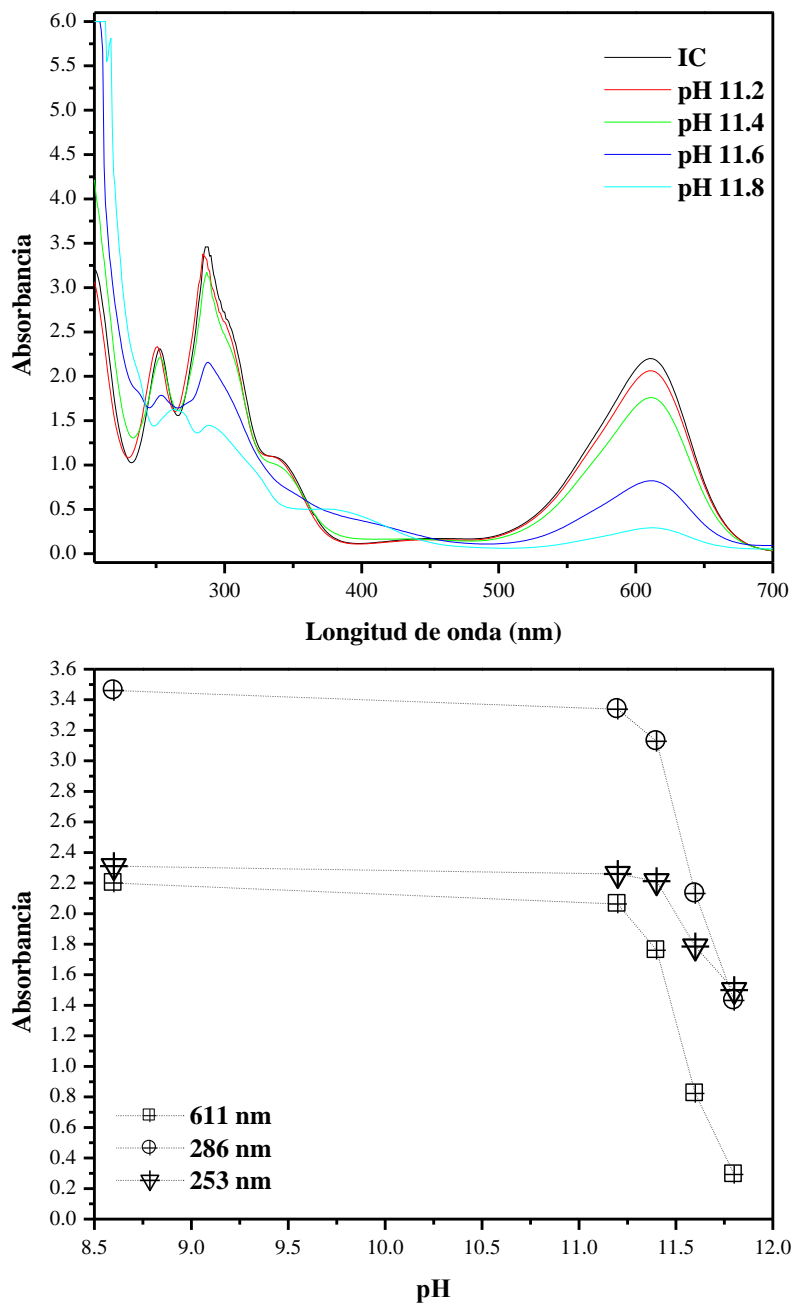 6.0
5.5
5.0
4.5
4.0
3.5
3.0
2.5
2.0
1.5
1.0
0.5
0.0
Absorbancia
IC
pH 11.2
pH 11.4
pH 11.6
pH 11.8
300 400 500 600 700
Longitud de onda (nm)
3.6
3.4
3.2
3.0
2.8
2.6
2.4
2.2
2.0
1.8
1.6
1.4
1.2
1.0
0.8
0.6
0.4
0.2
0.0
Absorbancia
611 nm
286 nm
253 nm
8.5 9.0 9.5 10.0 10.5 11.0 11.5 12.0
pH